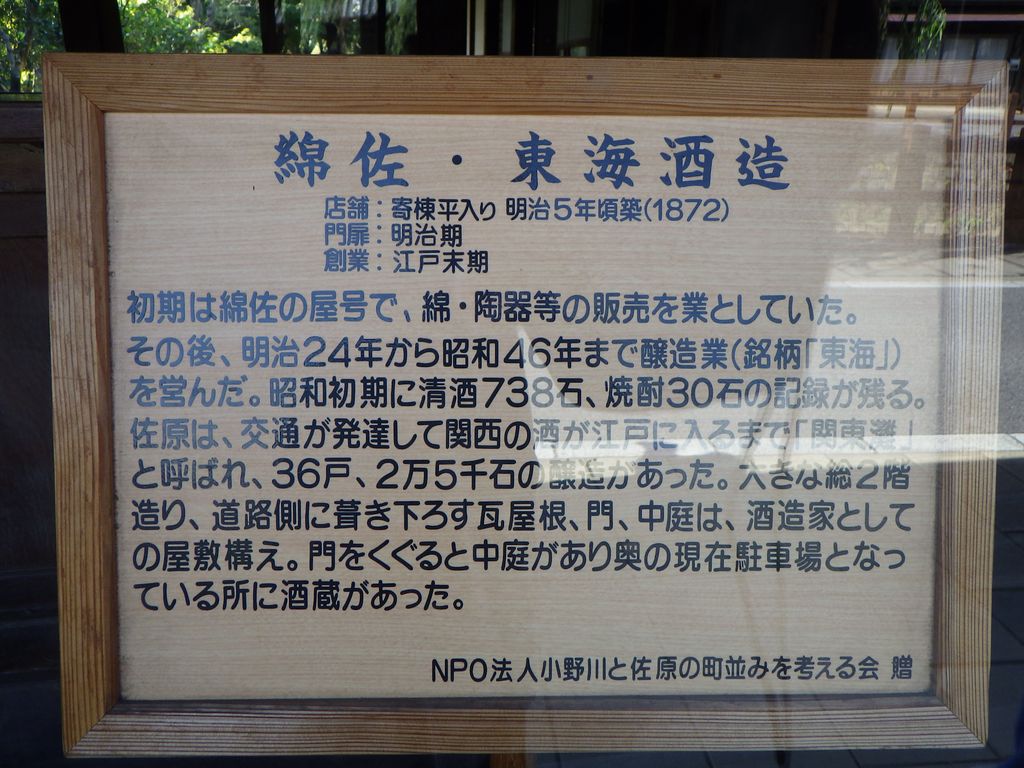 綿佐・東海酒造
店舗：寄棟平入り 明治5年頃築(1872)
門扉：明治期
創業：江戸末期
初期は綿佐の屋号で、綿・陶器等の販売を業としていた。
その後、明治24年から昭和46年まで醸造業(銘柄「東海」)
を営んだ。昭和初期に清酒738石、焼酎30石の記録が残る。
佐原は、交通が発達して関西の酒が江戸に入るまで「関東灘」
と呼ばれ、36戸、2万5千石の醸造があった。大きな総2階
造り、道路側に葺き下ろす瓦屋根、門、中庭は、酒造家として
の屋敷構え。門をくぐると中庭があり奥の現在駐車場となっ
ている所に酒蔵があった。
NPO法人小野川と佐原の町並みを考える会 贈